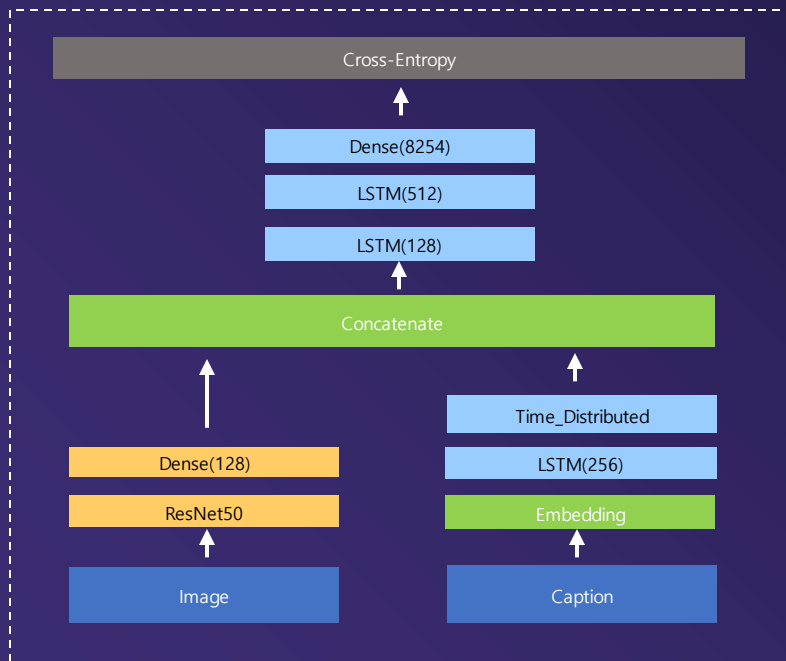 Cross-Entropy
Dense(8254)
LSTM(512)
LSTM(128)
Concatenate
Time_Distributed
Dense(128)
LSTM(256)
ResNet50
Embedding
Image
Caption